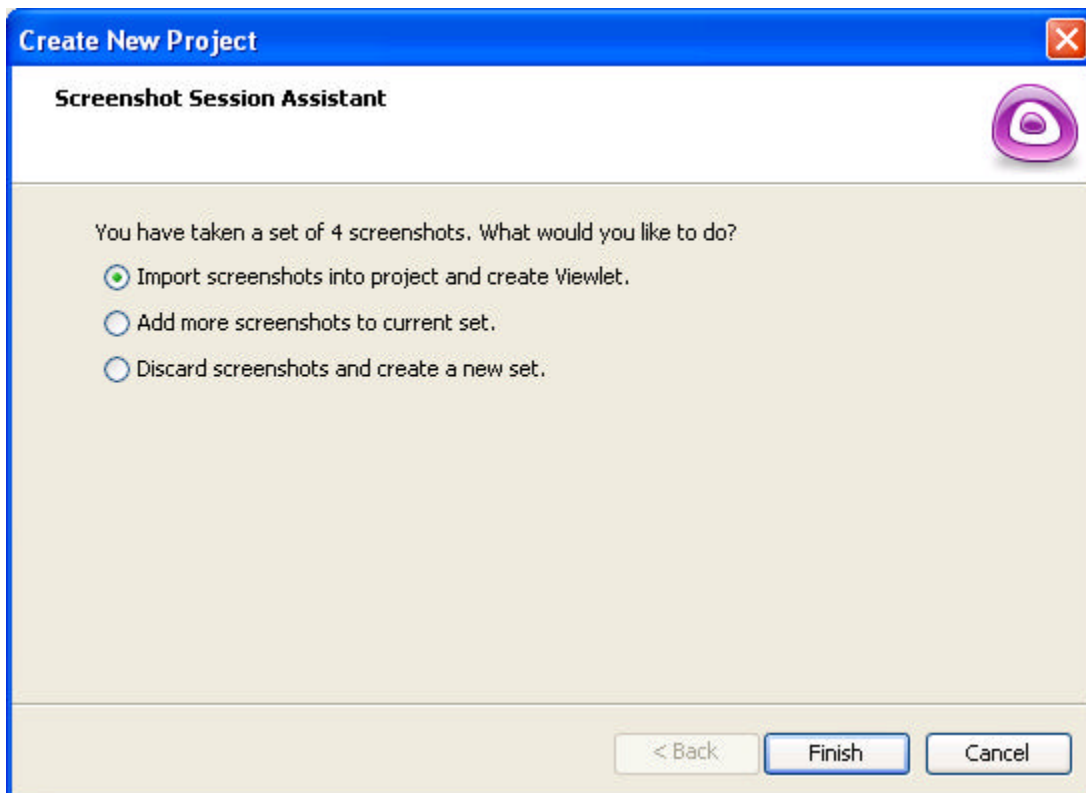 Create New Project
Screenshot Session Assistant
You have taken a set of 4 screenshots. What would you like to do?
Import screenshots into project and create Viewlet.
Add more screenshots to current set.
Discard screenshots and create a new set.
< Back
Finish
Cancel